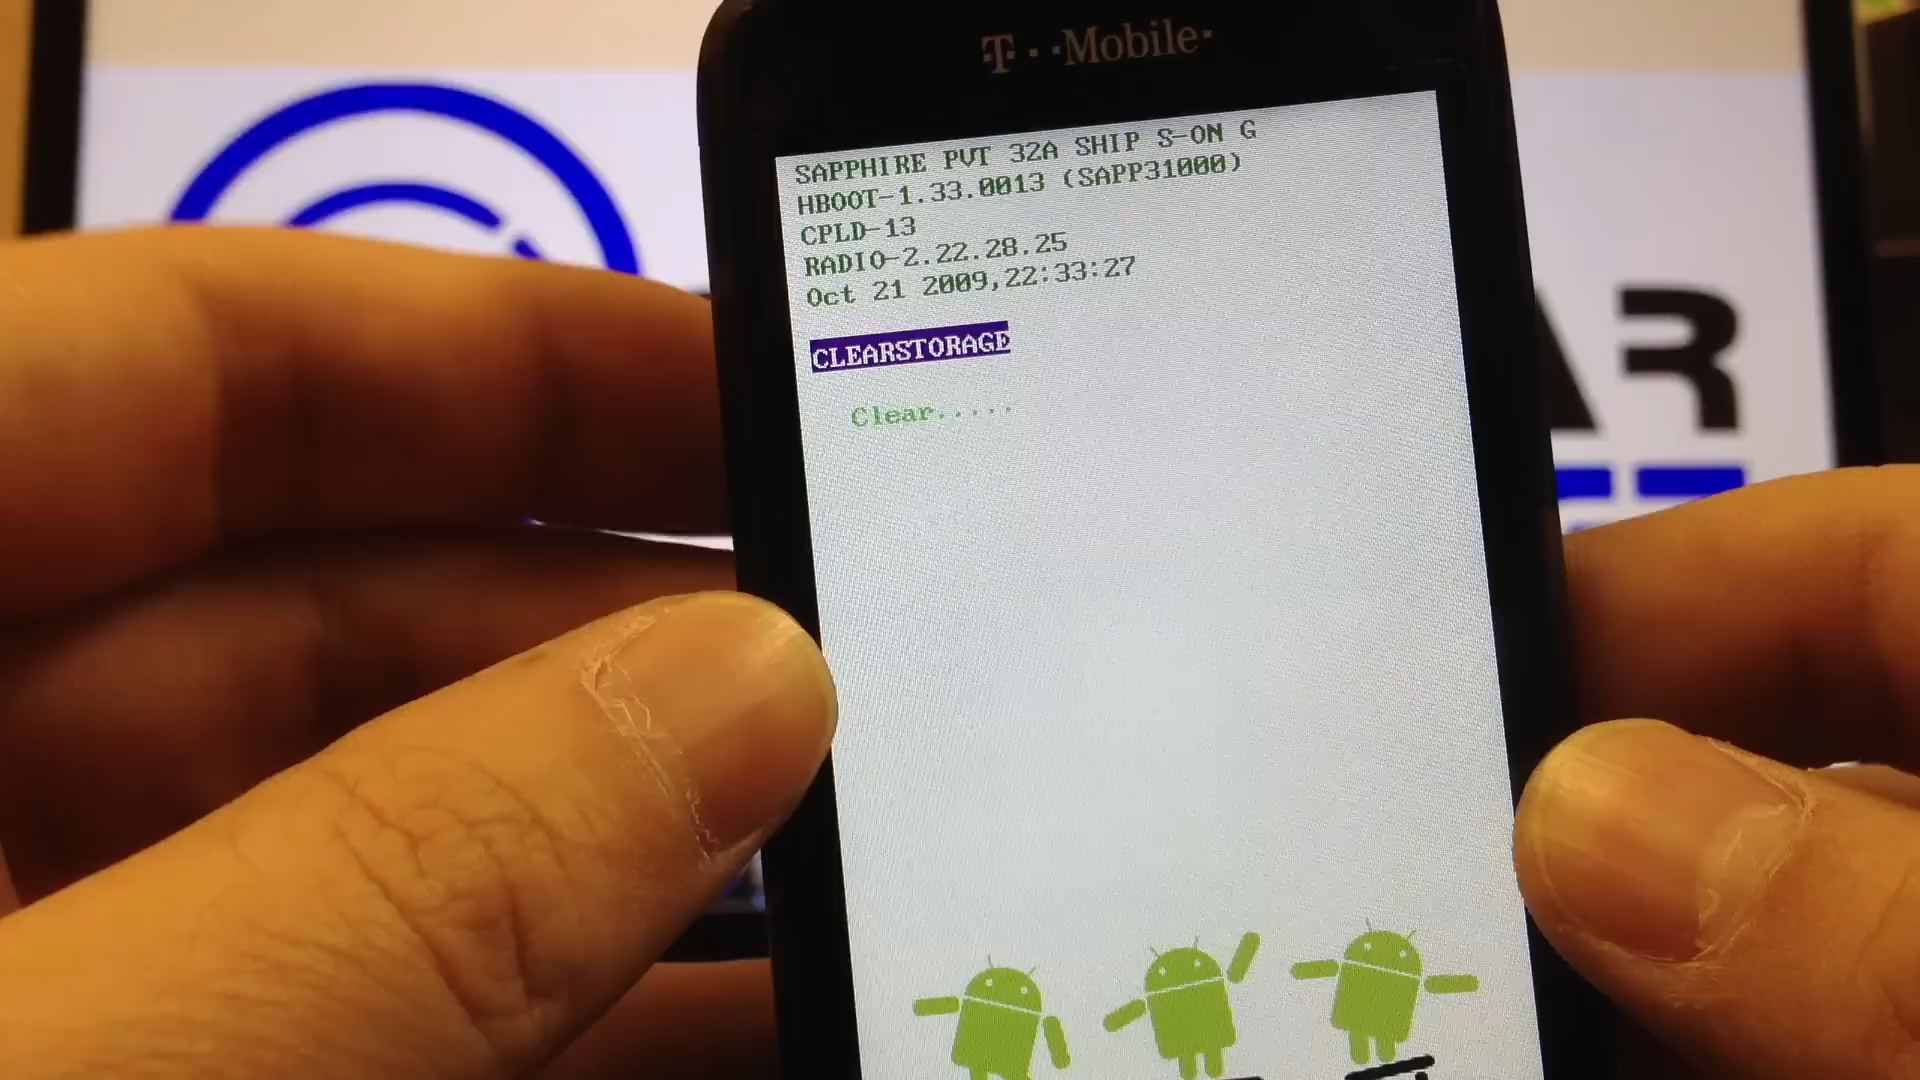 T··Mobile·
SAPPHIRE PVT 32A SHIP S-ON G
HBOOT-1.33.0013 (SAPP31000)
CPLD-13
RADIO-2.22.28.25
Oct 21 2009,22:33:27
CLEARSTORAGE
Clear.....
AR